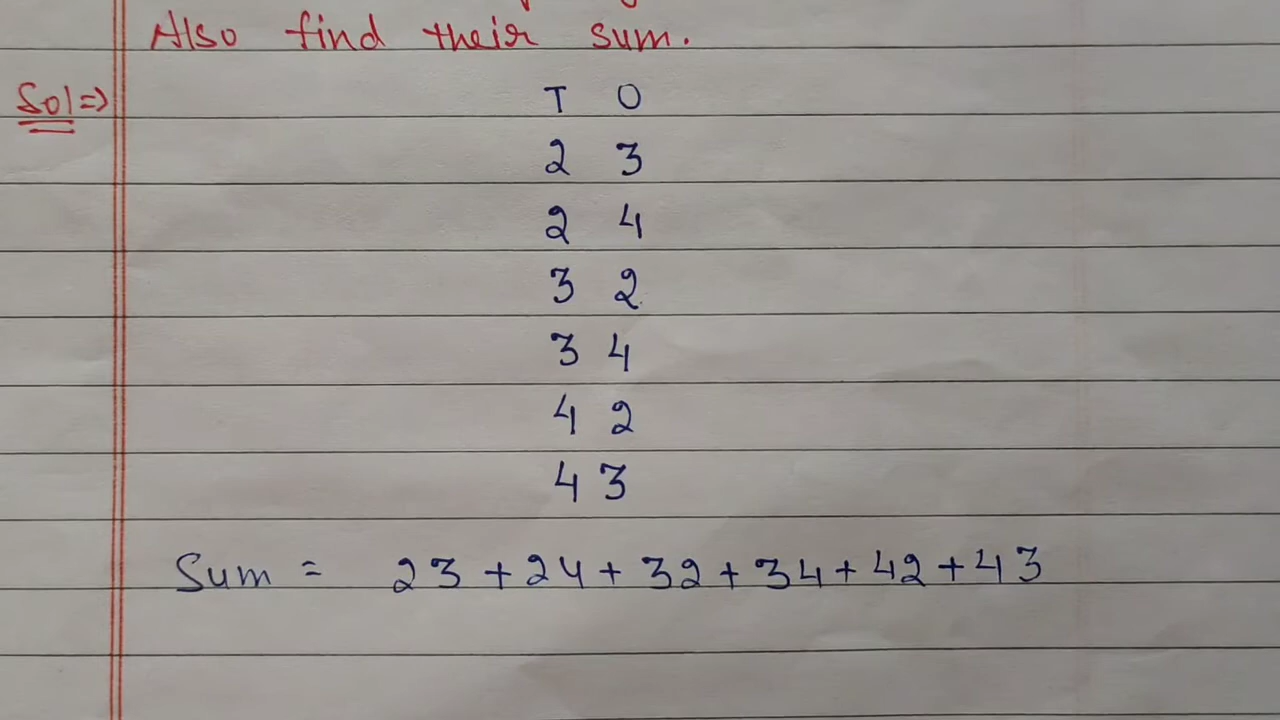 Also find their sum.
Sol⇒
T O
2 3
2 4
3 2
3 4
4 2
4 3
Sum = 23 + 24 + 32 + 34 + 42 + 43